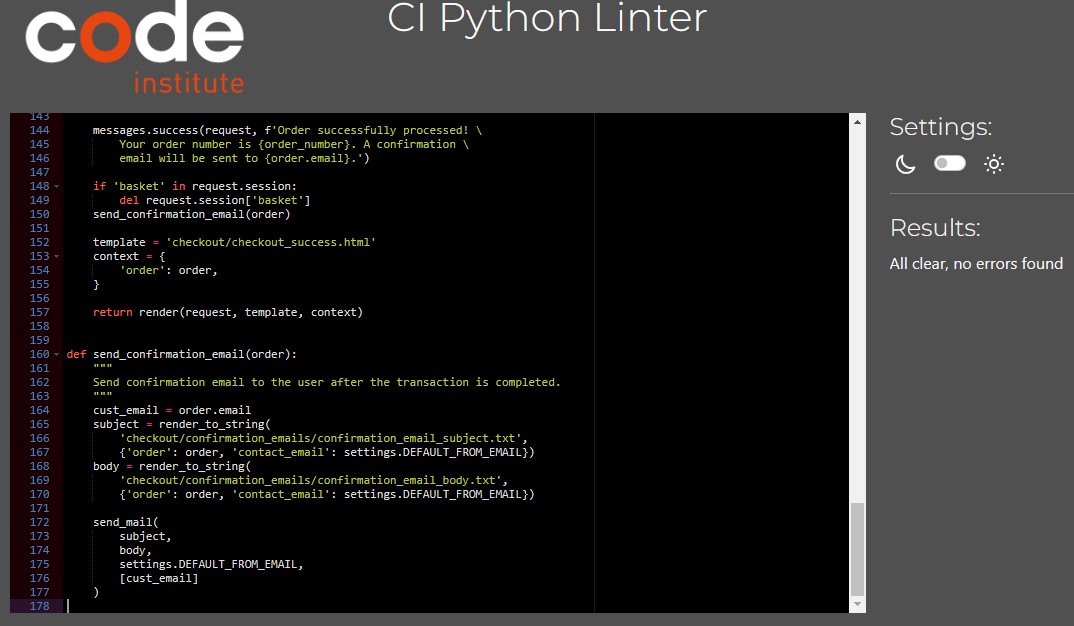 code
institute
CI Python Linter
143
144     messages.success(request, f'Order successfully processed! \
145         Your order number is {order_number}. A confirmation \
146         email will be sent to {order.email}.')
147
148     if 'basket' in request.session:
149         del request.session['basket']
150     send_confirmation_email(order)
151
152     template = 'checkout/checkout_success.html'
153     context = {
154         'order': order,
155     }
156
157     return render(request, template, context)
158
159
160 def send_confirmation_email(order):
161     """
162     Send confirmation email to the user after the transaction is completed.
163     """
164     cust_email = order.email
165     subject = render_to_string(
166         'checkout/confirmation_emails/confirmation_email_subject.txt',
167         {'order': order, 'contact_email': settings.DEFAULT_FROM_EMAIL})
168     body = render_to_string(
169         'checkout/confirmation_emails/confirmation_email_body.txt',
170         {'order': order, 'contact_email': settings.DEFAULT_FROM_EMAIL})
171
172     send_mail(
173         subject,
174         body,
175         settings.DEFAULT_FROM_EMAIL,
176         [cust_email]
177     )
178
Settings:
Results:
All clear, no errors found